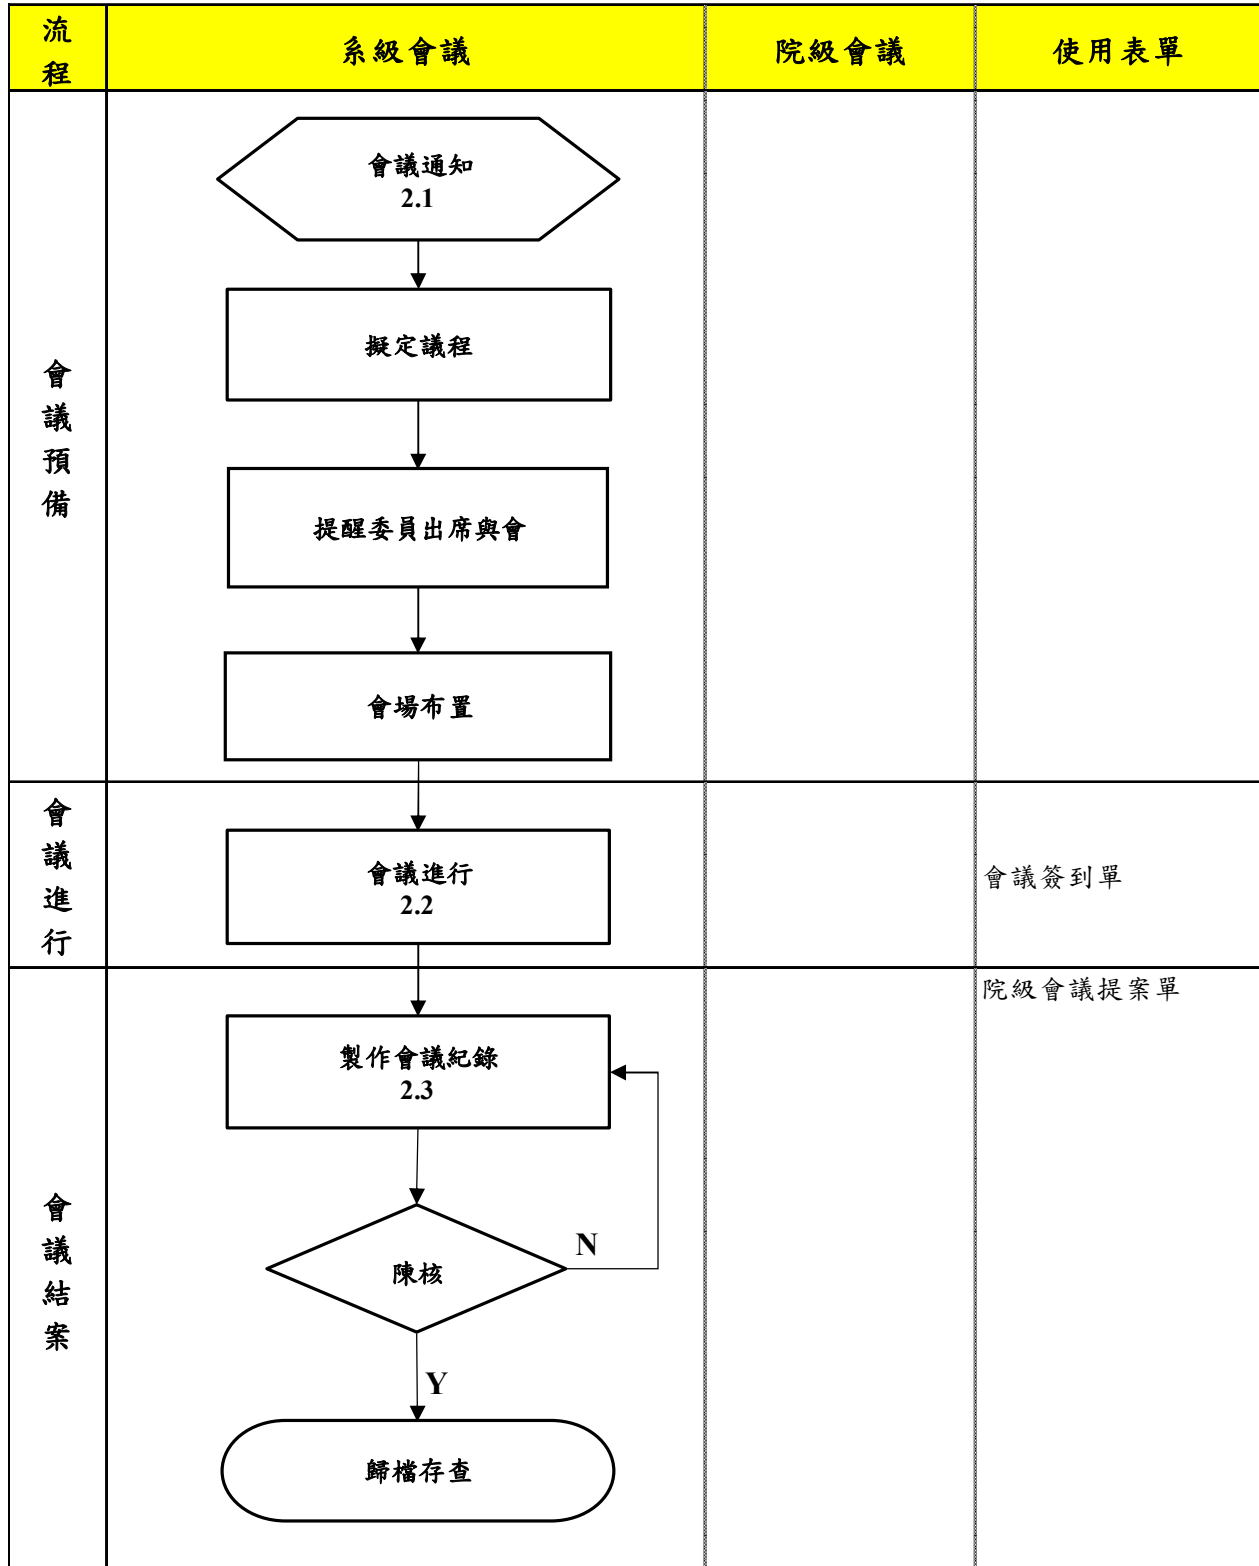 流
程
系級會議
院級會議
使用表單
會
議
預
備
會議通知
2.1
擬定議程
提醒委員出席與會
會場布置
會
議
進
行
會議進行
2.2
會議簽到單
會
議
結
案
院級會議提案單
製作會議紀錄
2.3
陳核
N
Y
歸檔存查